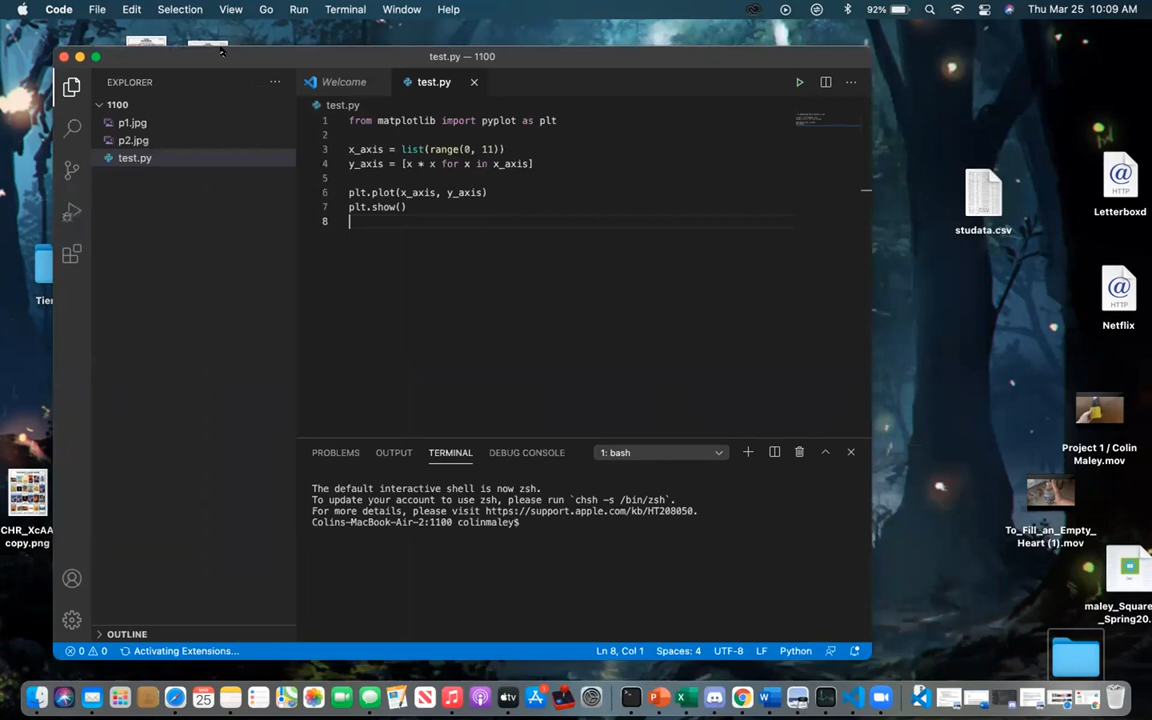 Code File Edit Selection View Go Run Terminal Window Help 92% Thu Mar 25 10:09 AM
test.py — 1100
EXPLORER
Welcome
test.py
1100
test.py
p1.jpg
p2.jpg
test.py
1 from matplotlib import pyplot as plt
2
3 x_axis = list(range(0, 11))
4 y_axis = [x * x for x in x_axis]
5
6 plt.plot(x_axis, y_axis)
7 plt.show()
8
PROBLEMS OUTPUT TERMINAL DEBUG CONSOLE 1: bash
The default interactive shell is now zsh.
To update your account to use zsh, please run `chsh -s /bin/zsh`.
For more details, please visit https://support.apple.com/kb/HT208050.
Colins-MacBook-Air-2:1100 colinmaley$
OUTLINE
0 0 Activating Extensions... Ln 8, Col 1 Spaces: 4 UTF-8 LF Python
Tier
CHR_XcAA
copy.png
CSV
studata.csv
@
HTTP
Letterboxd
@
HTTP
Netflix
Project 1 / Colin
Maley.mov
To_Fill_an_Empty_
Heart (1).mov
maley_Square
_Spring20.
MAR
25